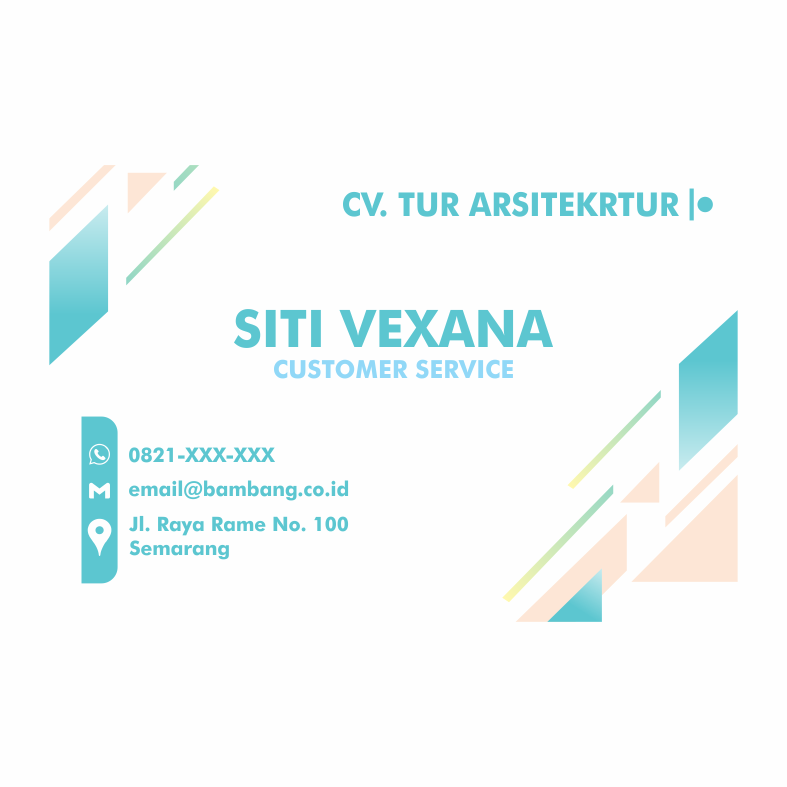 CV. TUR ARSITEKRTUR
SITI VEXANA
CUSTOMER SERVICE
0821-XXX-XXX
email@bambang.co.id
Jl. Raya Rame No. 100
Semarang